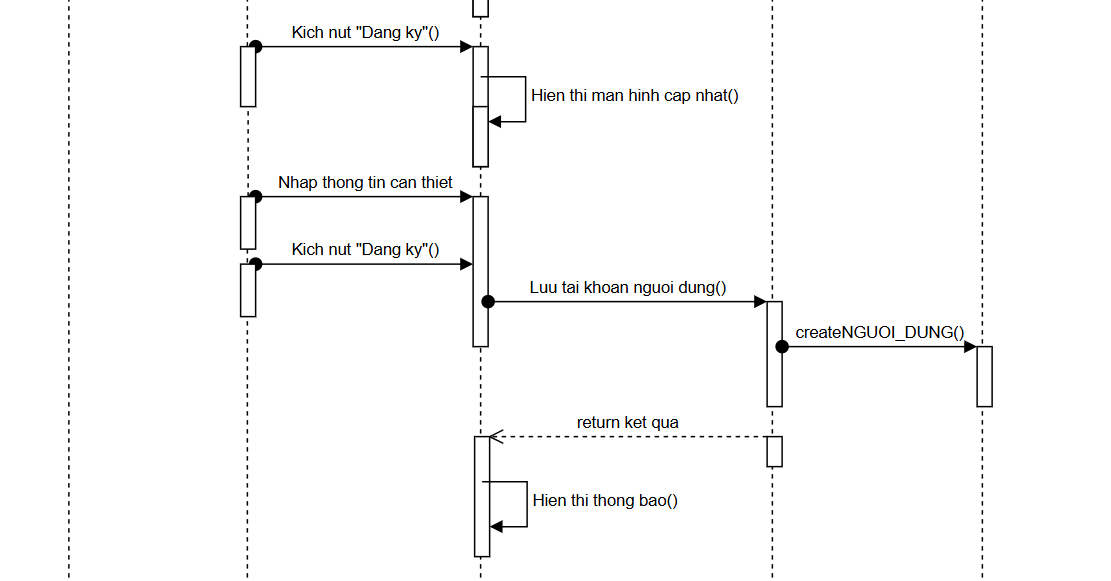 Kich nut "Dang ky"()
Hien thi man hinh cap nhat()
Nhap thong tin can thiet
Kich nut "Dang ky"()
Luu tai khoan nguoi dung()
createNGUOI_DUNG()
return ket qua
Hien thi thong bao()